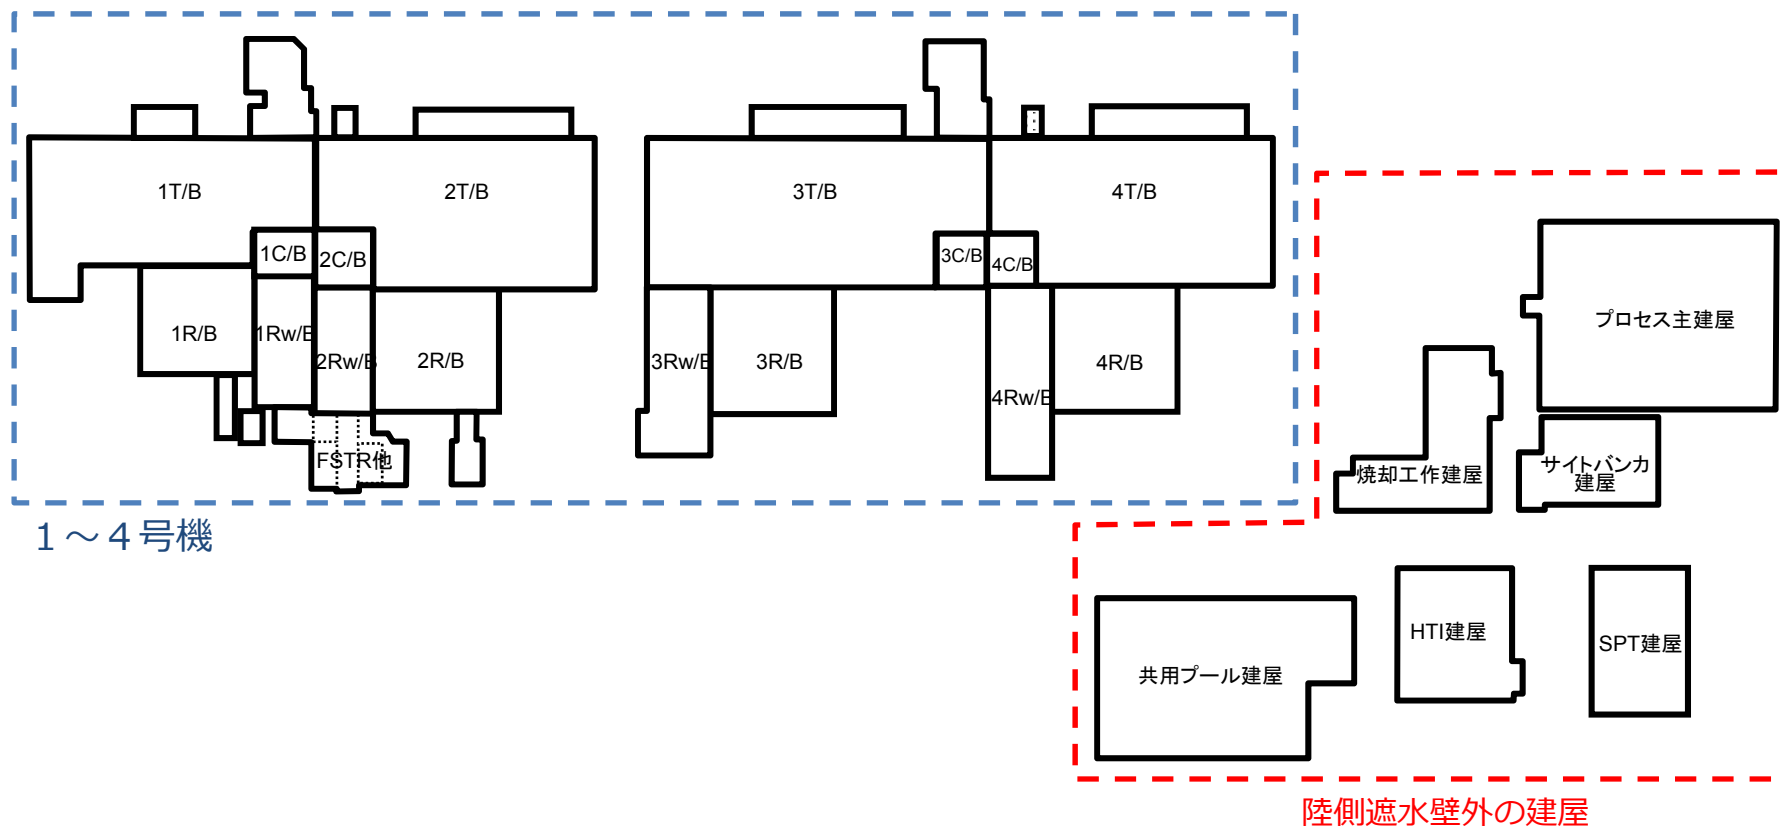 1T/B
2T/B
3T/B
4T/B
1C/B
2C/B
3C/B
4C/B
1R/B
1Rw/B
2Rw/B
2R/B
3Rw/B
3R/B
4Rw/B
4R/B
FSTR他
1～4号機
プロセス主建屋
焼却工作建屋
サイトバンカ
建屋
共用プール建屋
HTI建屋
SPT建屋
陸側遮水壁外の建屋